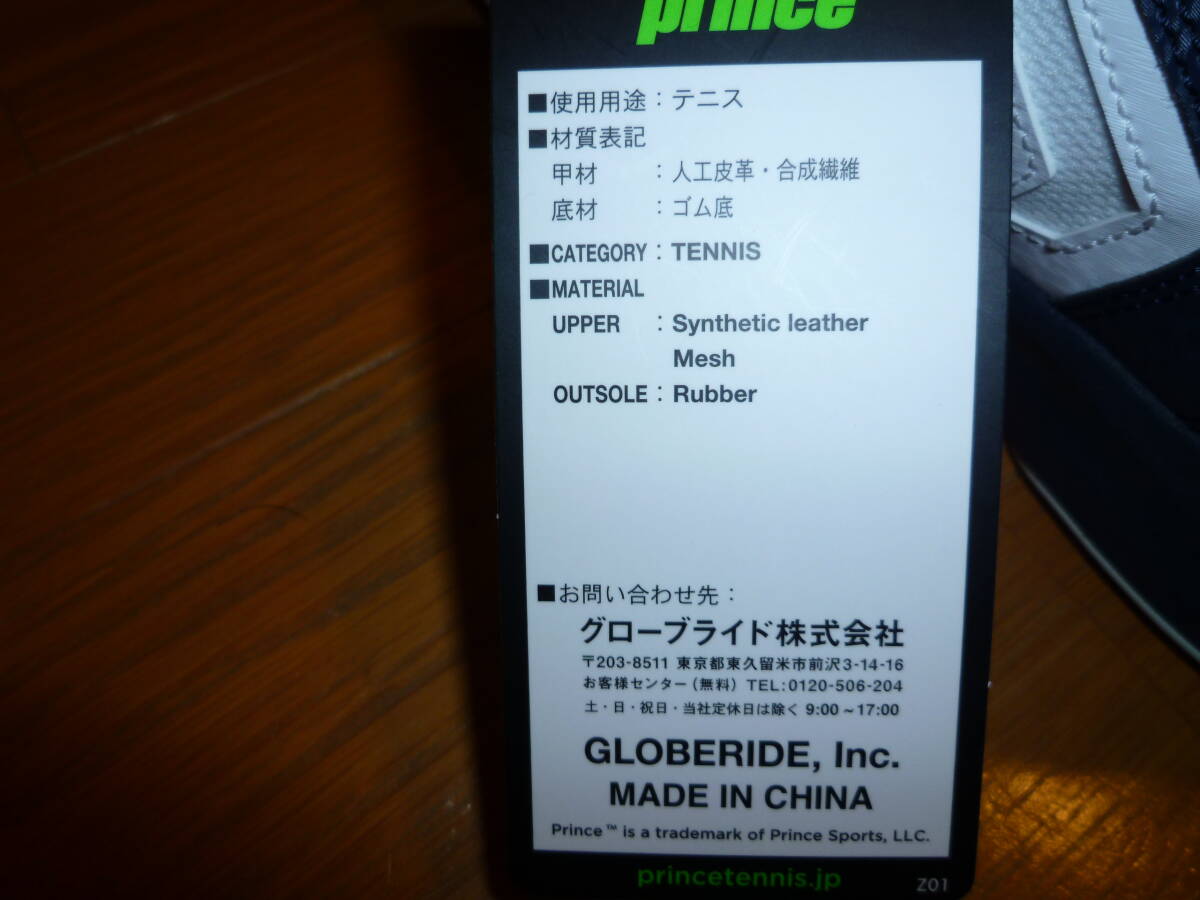 prince
■使用用途：テニス
■材質表記
甲材 ：人工皮革・合成繊維
底材 ：ゴム底
■CATEGORY：TENNIS
■MATERIAL
UPPER ：Synthetic leather
Mesh
OUTSOLE：Rubber
■お問い合わせ先：
グローブライド株式会社
〒203-8511 東京都東久留米市前沢3-14-16
お客様センター（無料）TEL:0120-506-204
土・日・祝日・当社定休日は除く 9:00～17:00
GLOBERIDE, Inc.
MADE IN CHINA
Prince™ is a trademark of Prince Sports, LLC.
princetennis.jp
Z01